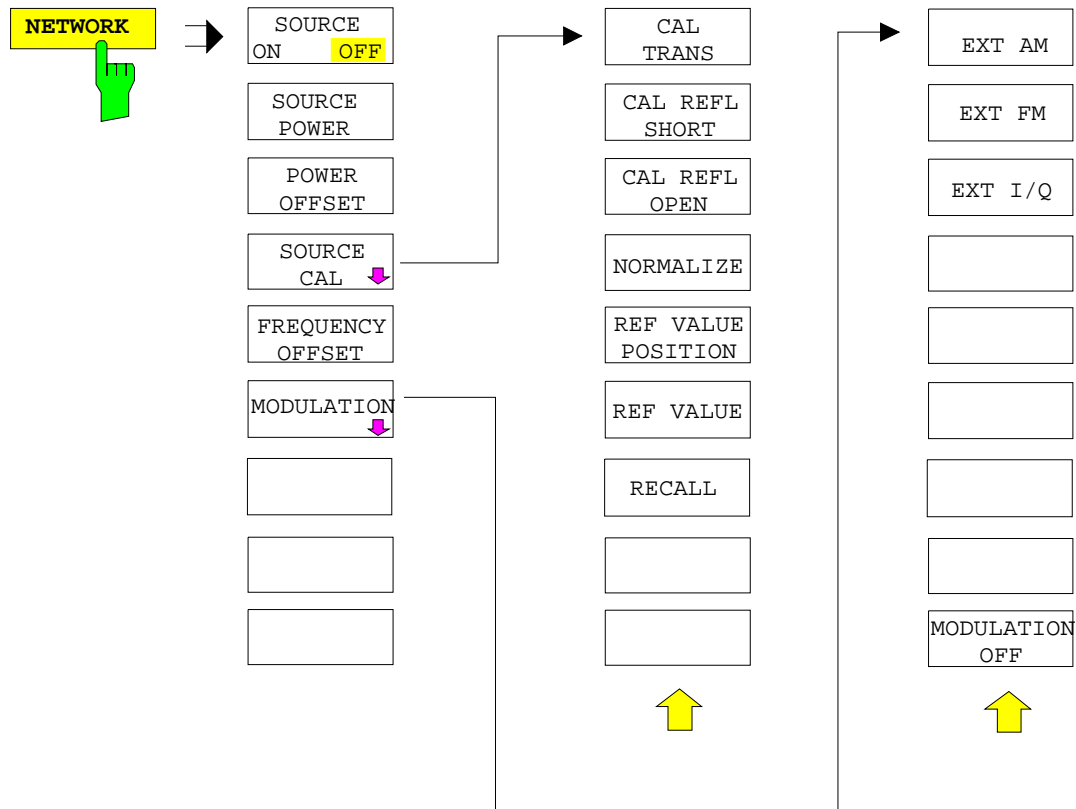 NETWORK
SOURCE
ON OFF
SOURCE
POWER
POWER
OFFSET
SOURCE
CAL
FREQUENCY
OFFSET
MODULATION
CAL
TRANS
CAL REFL
SHORT
CAL REFL
OPEN
NORMALIZE
REF VALUE
POSITION
REF VALUE
RECALL
EXT AM
EXT FM
EXT I/Q
MODULATION
OFF